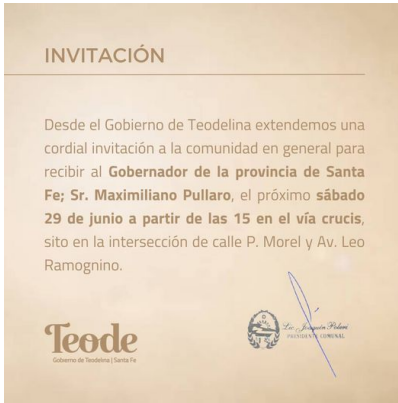 INVITACIÓN
Desde el Gobierno de Teodelina extendemos una
cordial invitación a la comunidad en general para
recibir al Gobernador de la provincia de Santa
Fe; Sr. Maximiliano Pullaro, el próximo sábado
29 de junio a partir de las 15 en el vía crucis,
sito en la intersección de calle P. Morel y Av. Leo
Ramognino.
Teode
Gobierno de Teodelina | Santa Fe
Lic. Joaquín Poleri
PRESIDENTE COMUNAL